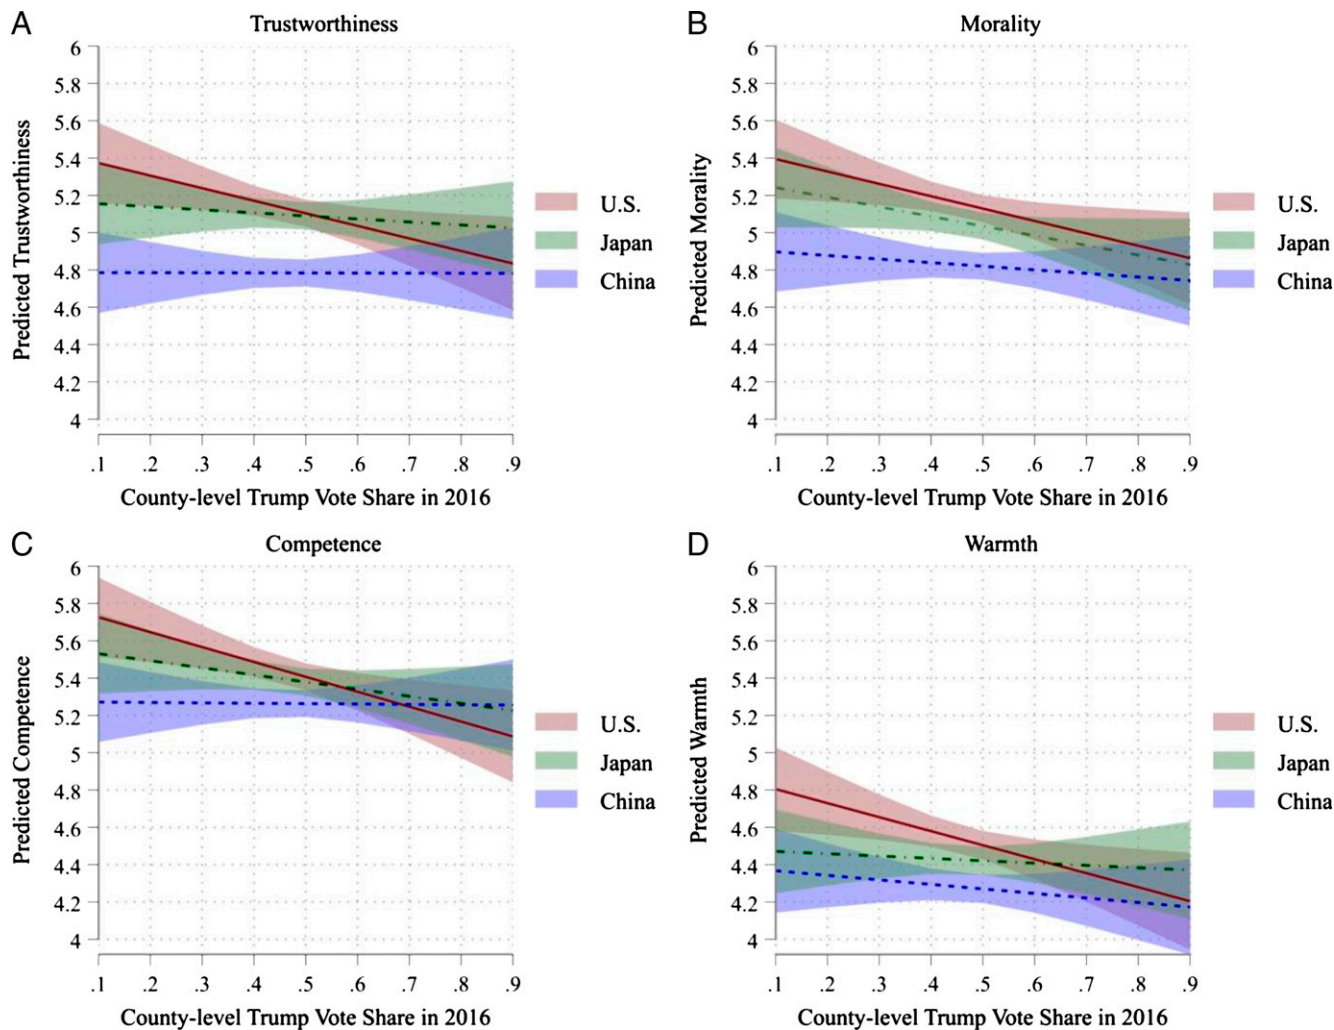 A
Trustworthiness
6
5.8
5.6
5.4
5.2
5
4.8
4.6
4.4
4.2
4
Predicted Trustworthiness
.1 .2 .3 .4 .5 .6 .7 .8 .9
County-level Trump Vote Share in 2016
U.S.
Japan
China
B
Morality
6
5.8
5.6
5.4
5.2
5
4.8
4.6
4.4
4.2
4
Predicted Morality
.1 .2 .3 .4 .5 .6 .7 .8 .9
County-level Trump Vote Share in 2016
U.S.
Japan
China
C
Competence
6
5.8
5.6
5.4
5.2
5
4.8
4.6
4.4
4.2
4
Predicted Competence
.1 .2 .3 .4 .5 .6 .7 .8 .9
County-level Trump Vote Share in 2016
U.S.
Japan
China
D
Warmth
6
5.8
5.6
5.4
5.2
5
4.8
4.6
4.4
4.2
4
Predicted Warmth
.1 .2 .3 .4 .5 .6 .7 .8 .9
County-level Trump Vote Share in 2016
U.S.
Japan
China